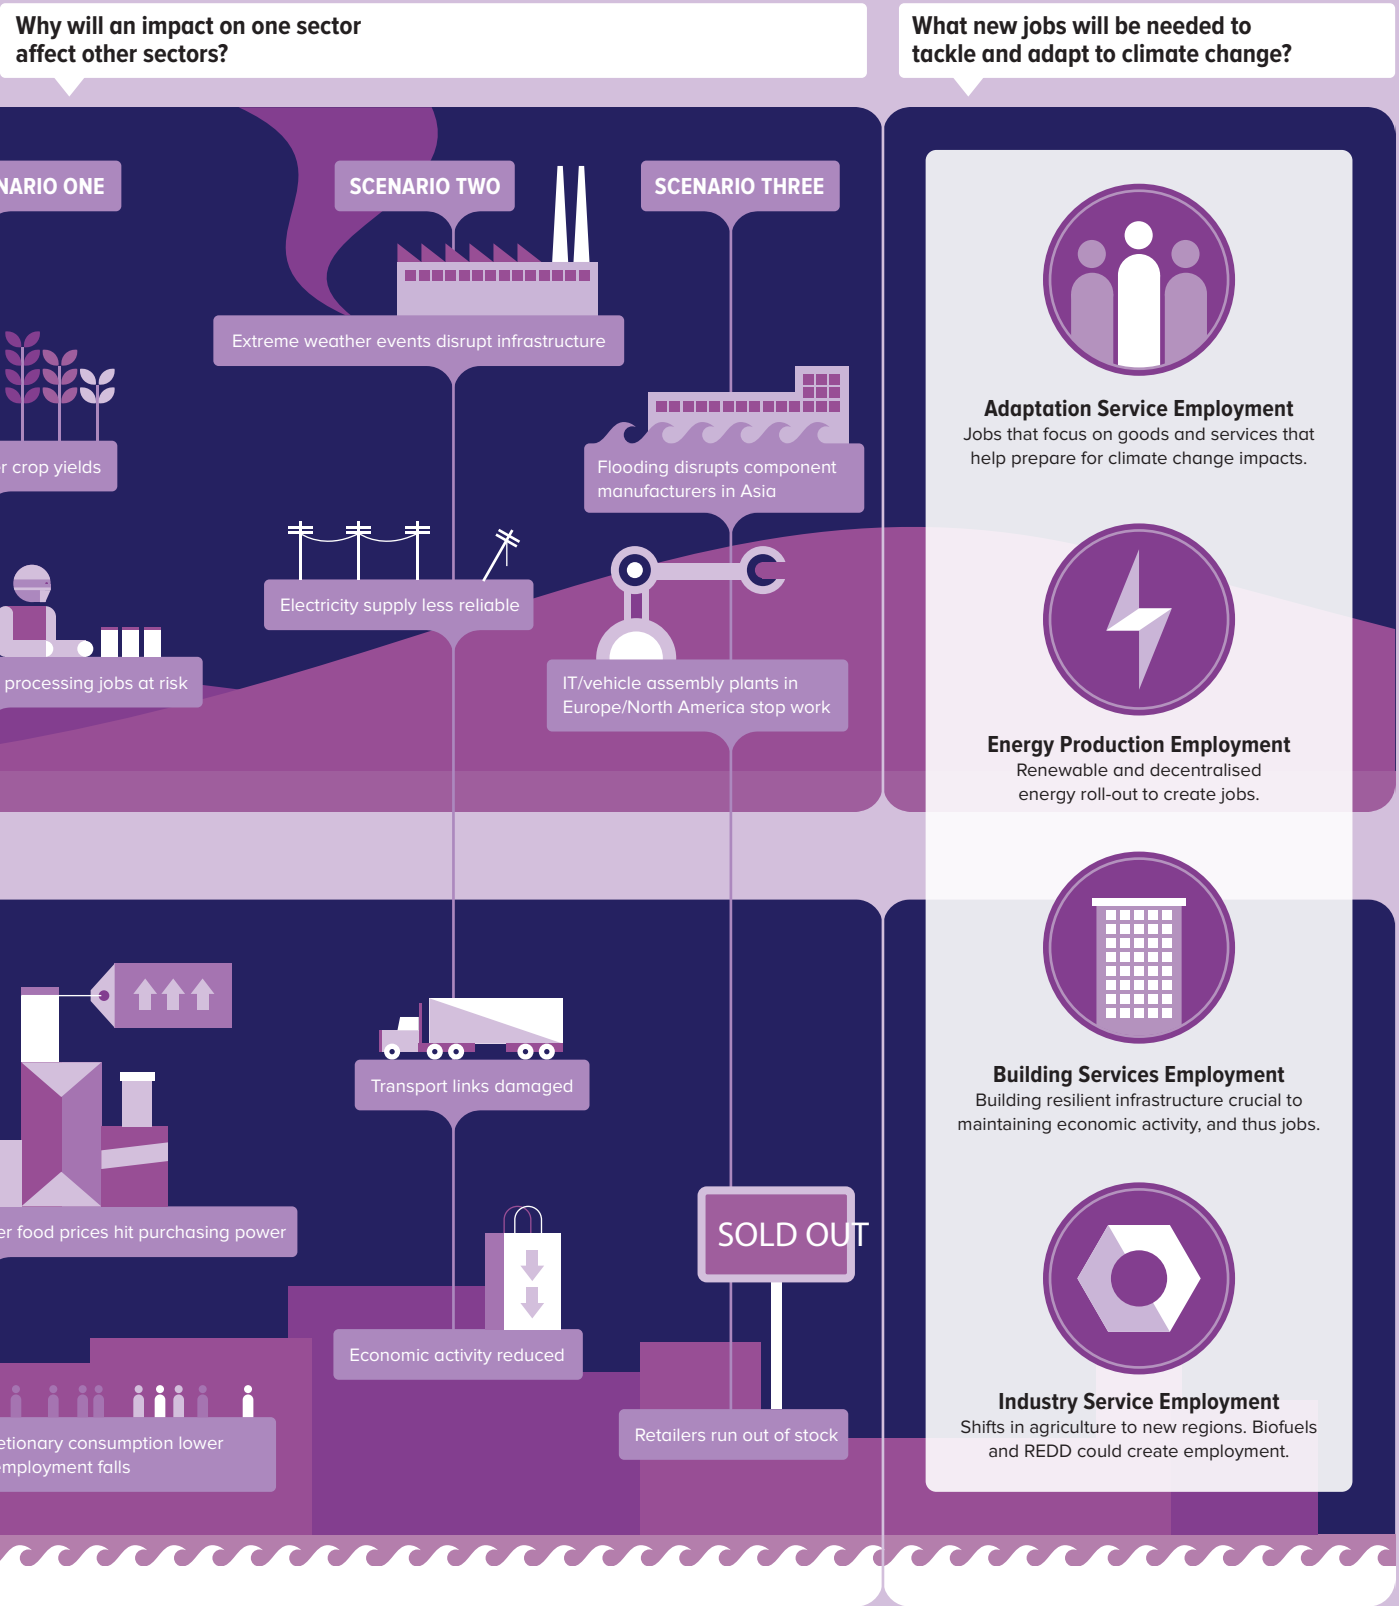 Why will an impact on one sector
affect other sectors?
NARIO ONE
r crop yields
processing jobs at risk
er food prices hit purchasing power
etionary consumption lower
employment falls
SCENARIO TWO
Extreme weather events disrupt infrastructure
Electricity supply less reliable
Transport links damaged
Economic activity reduced
SCENARIO THREE
Flooding disrupts component
manufacturers in Asia
IT/vehicle assembly plants in
Europe/North America stop work
SOLD OUT
Retailers run out of stock
What new jobs will be needed to
tackle and adapt to climate change?
Adaptation Service Employment
Jobs that focus on goods and services that
help prepare for climate change impacts.
Energy Production Employment
Renewable and decentralised
energy roll-out to create jobs.
Building Services Employment
Building resilient infrastructure crucial to
maintaining economic activity, and thus jobs.
Industry Service Employment
Shifts in agriculture to new regions. Biofuels
and REDD could create employment.